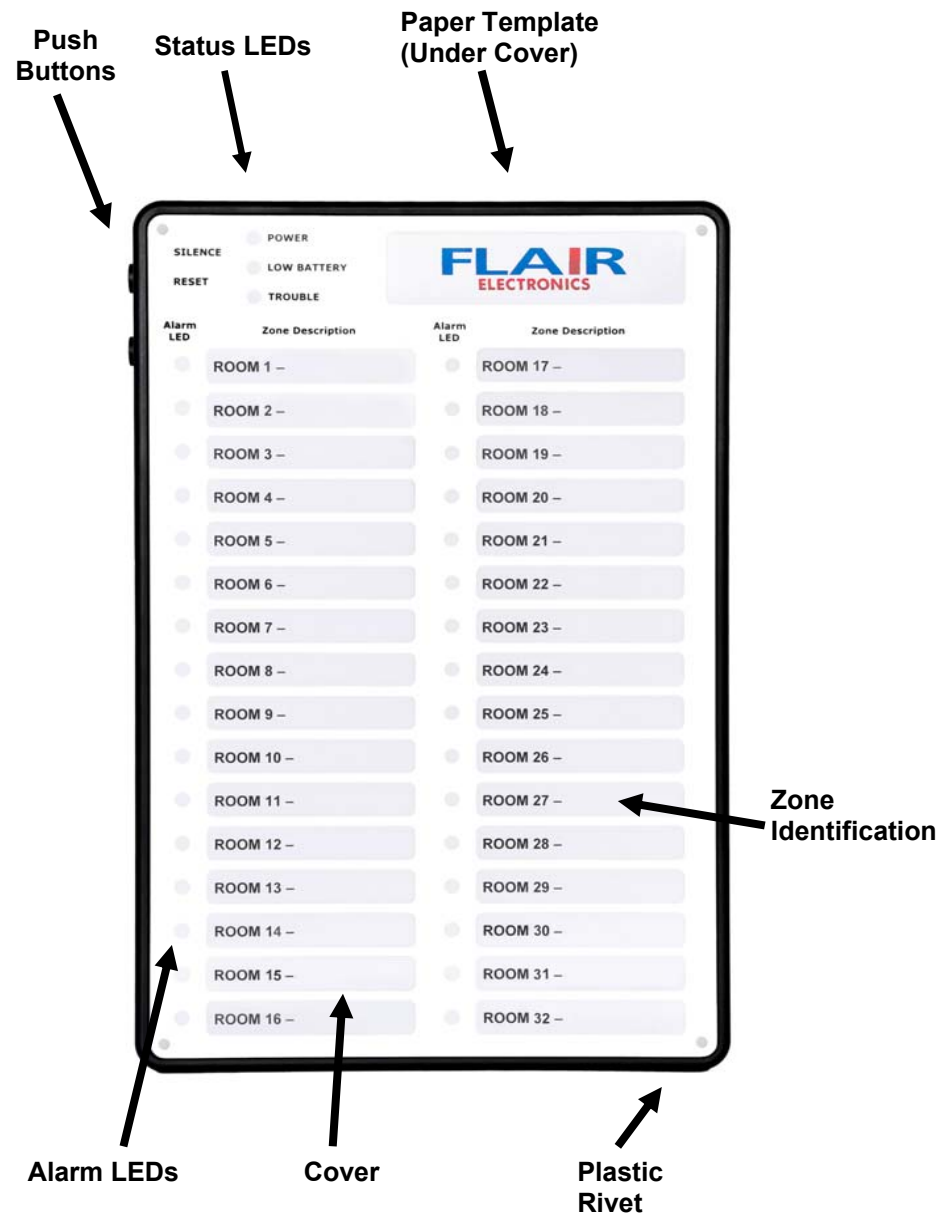 Push
Buttons
Status LEDs
Paper Template
(Under Cover)
SILENCE
RESET
POWER
LOW BATTERY
TROUBLE
FLAIR
ELECTRONICS
Alarm
LED
Zone Description
Alarm
LED
Zone Description
ROOM 1 –
ROOM 2 –
ROOM 3 –
ROOM 4 –
ROOM 5 –
ROOM 6 –
ROOM 7 –
ROOM 8 –
ROOM 9 –
ROOM 10 –
ROOM 11 –
ROOM 12 –
ROOM 13 –
ROOM 14 –
ROOM 15 –
ROOM 16 –
ROOM 17 –
ROOM 18 –
ROOM 19 –
ROOM 20 –
ROOM 21 –
ROOM 22 –
ROOM 23 –
ROOM 24 –
ROOM 25 –
ROOM 26 –
ROOM 27 –
ROOM 28 –
ROOM 29 –
ROOM 30 –
ROOM 31 –
ROOM 32 –
Zone
Identification
Alarm LEDs
Cover
Plastic
Rivet